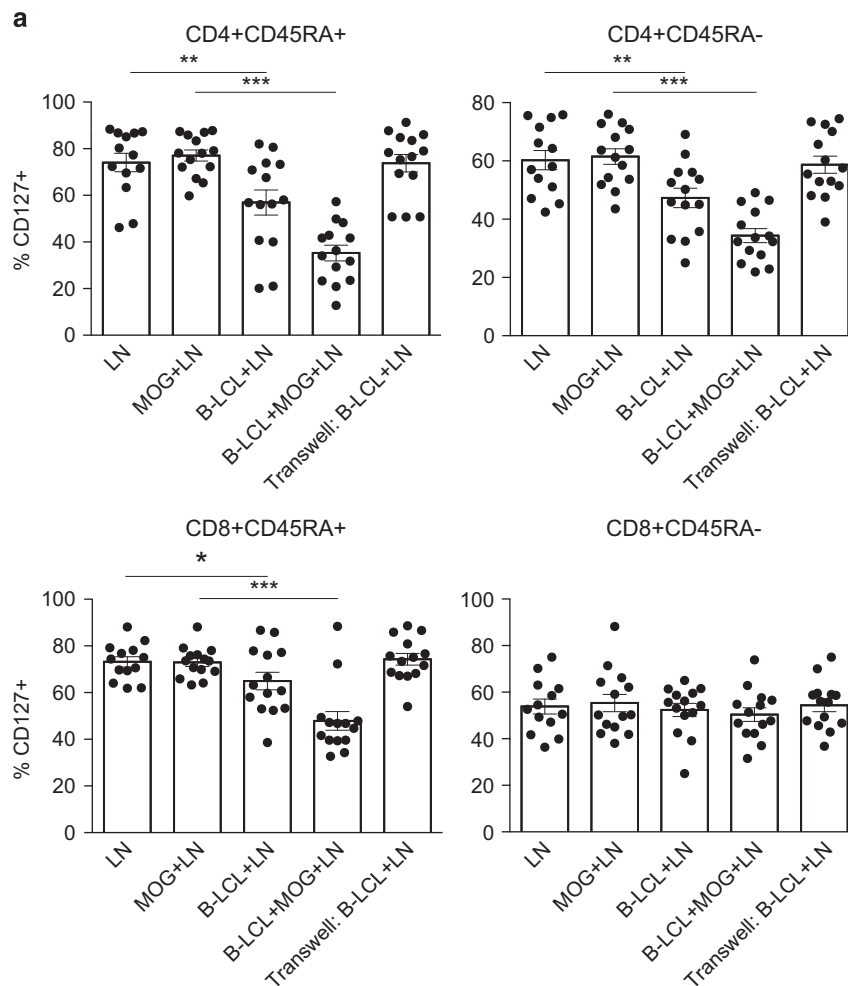 a
CD4+CD45RA+
**
***
% CD127+
100
80
60
40
20
0
LN
MOG+LN
B-LCL+LN
B-LCL+MOG+LN
Transwell: B-LCL+LN
CD4+CD45RA-
**
***
80
60
40
20
0
LN
MOG+LN
B-LCL+LN
B-LCL+MOG+LN
Transwell: B-LCL+LN
CD8+CD45RA+
*
***
% CD127+
100
80
60
40
20
0
LN
MOG+LN
B-LCL+LN
B-LCL+MOG+LN
Transwell: B-LCL+LN
CD8+CD45RA-
100
80
60
40
20
0
LN
MOG+LN
B-LCL+LN
B-LCL+MOG+LN
Transwell: B-LCL+LN